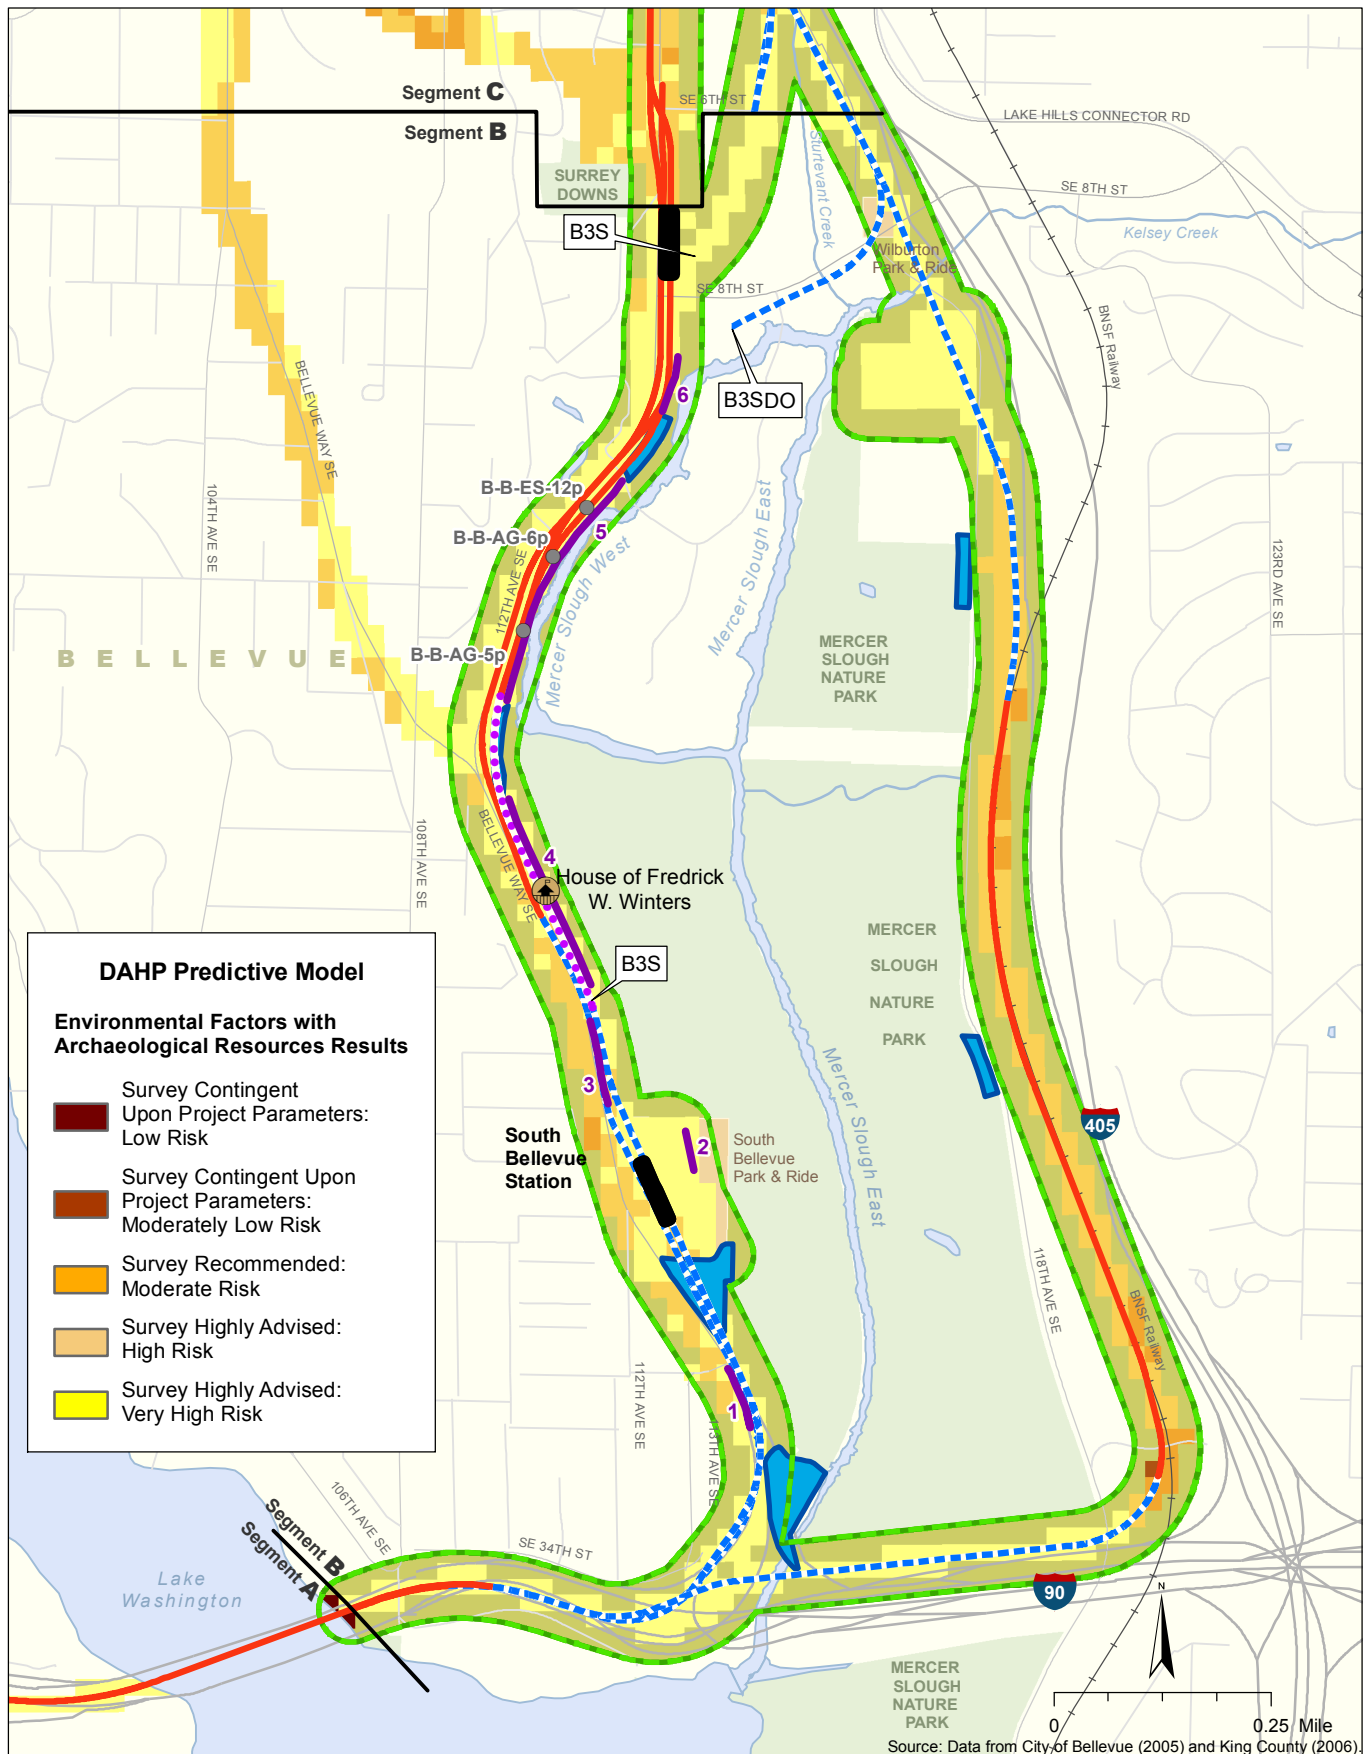 Segment C
Segment B
SE 6TH ST
LAKE HILLS CONNECTOR RD
SURREY
DOWNS
Sturtevant Creek
SE 8TH ST
Kelsey Creek
B3S
Wilburton
Park & Ride
SE 8TH ST
BNSF Railway
BELLEVUE WAY SE
B3SDO
6
104TH AVE SE
B-B-ES-12p
B-B-AG-6p
5
112TH AVE SE
Mercer Slough West
Mercer Slough East
123RD AVE SE
B-B-AG-5p
BELLEVUE
MERCER
SLOUGH
NATURE
PARK
108TH AVE SE
BELLEVUE WAY SE
4
House of Fredrick
W. Winters
MERCER
SLOUGH
NATURE
PARK
B3S
DAHP Predictive Model
Environmental Factors with
Archaeological Resources Results
Survey Contingent
Upon Project Parameters:
Low Risk
Survey Contingent Upon
Project Parameters:
Moderately Low Risk
Survey Recommended:
Moderate Risk
Survey Highly Advised:
High Risk
Survey Highly Advised:
Very High Risk
3
South
Bellevue
Station
2
South
Bellevue
Park & Ride
Mercer Slough East
405
118TH AVE SE
BNSF Railway
112TH AVE SE
1
113TH AVE SE
106TH AVE SE
Segment B
Segment A
SE 34TH ST
Lake
Washington
90
N
MERCER
SLOUGH
NATURE
PARK
0 0.25 Mile
Source: Data from City of Bellevue (2005) and King County (2006).